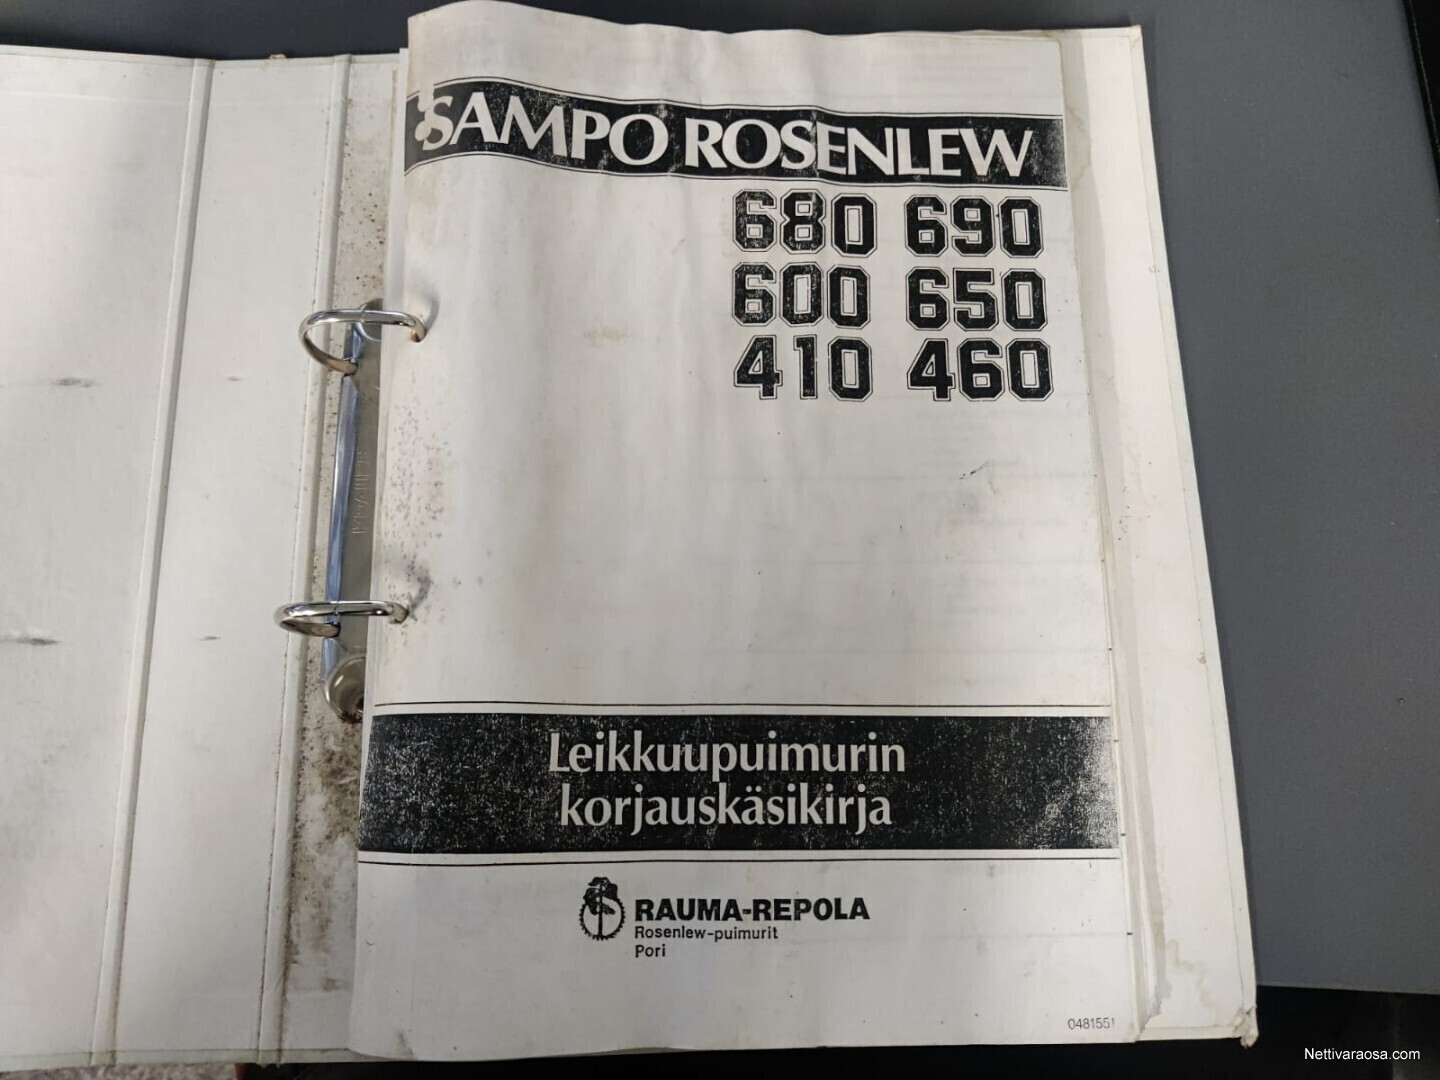 SAMPO ROSENLEW
680 690
600 650
410 460
Leikkuupuimurin
korjauskäsikirja
RAUMA-REPOLA
Rosenlew-puimurit
Pori
0481551
Nettivaraosa.com